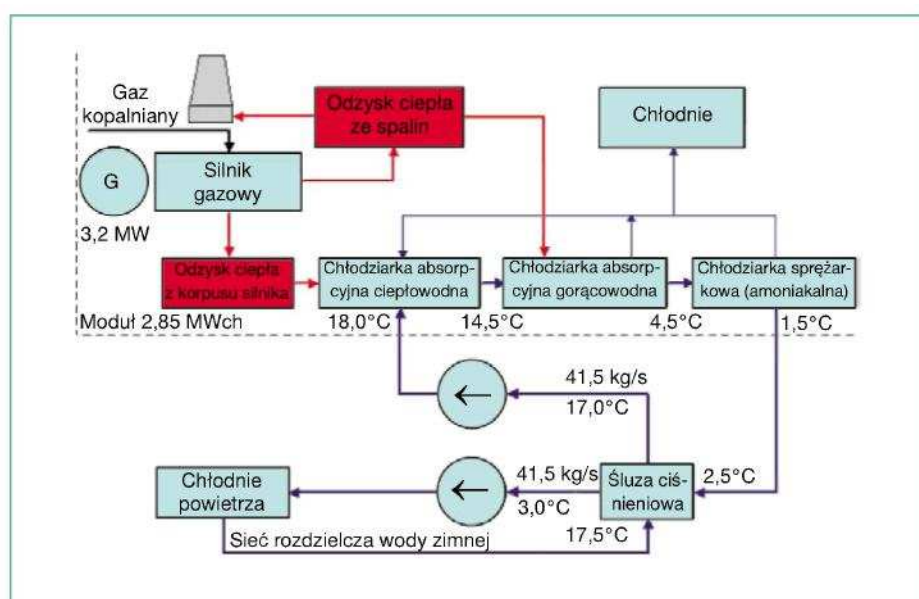 Gaz
kopalniany
Odzysk ciepła
ze spalin
Chłodnie
G
Silnik
gazowy
3,2 MW
Odzysk ciepła
z korpusu silnika
Chłodziarka absorp-
cyjna ciepłowodna
Chłodziarka absorp-
cyjna gorącowodna
Chłodziarka sprężar-
kowa (amoniakalna)
Moduł 2,85 MWch
18,0°C
14,5°C
4,5°C
1,5°C
41,5 kg/s
17,0°C
Chłodnie
powietrza
41,5 kg/s
3,0°C
Śluza ciś-
nieniowa
2,5°C
Sieć rozdzielcza wody zimnej
17,5°C